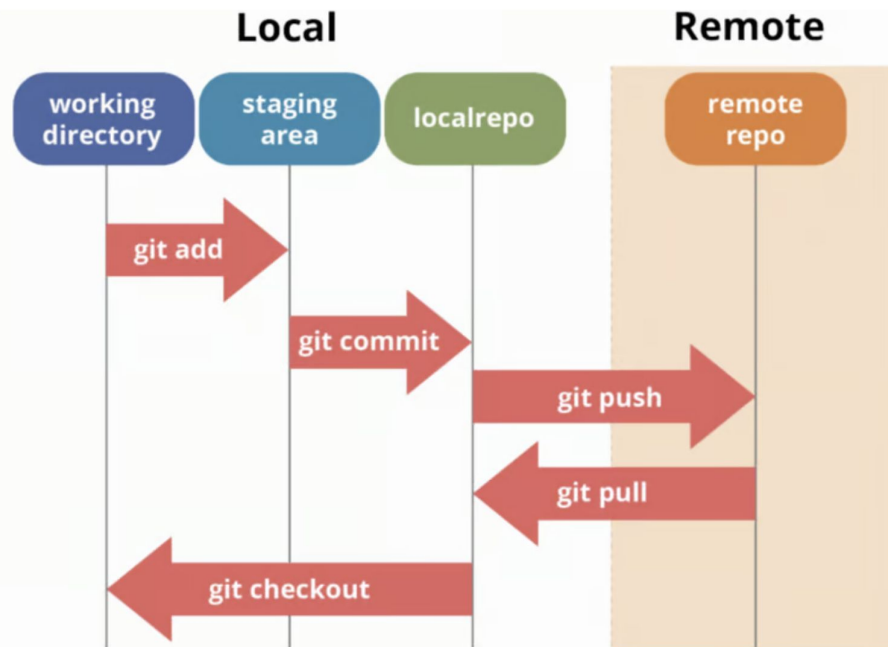 Local
Remote
working
directory
staging
area
localrepo
remote
repo
git add
git commit
git push
git pull
git checkout